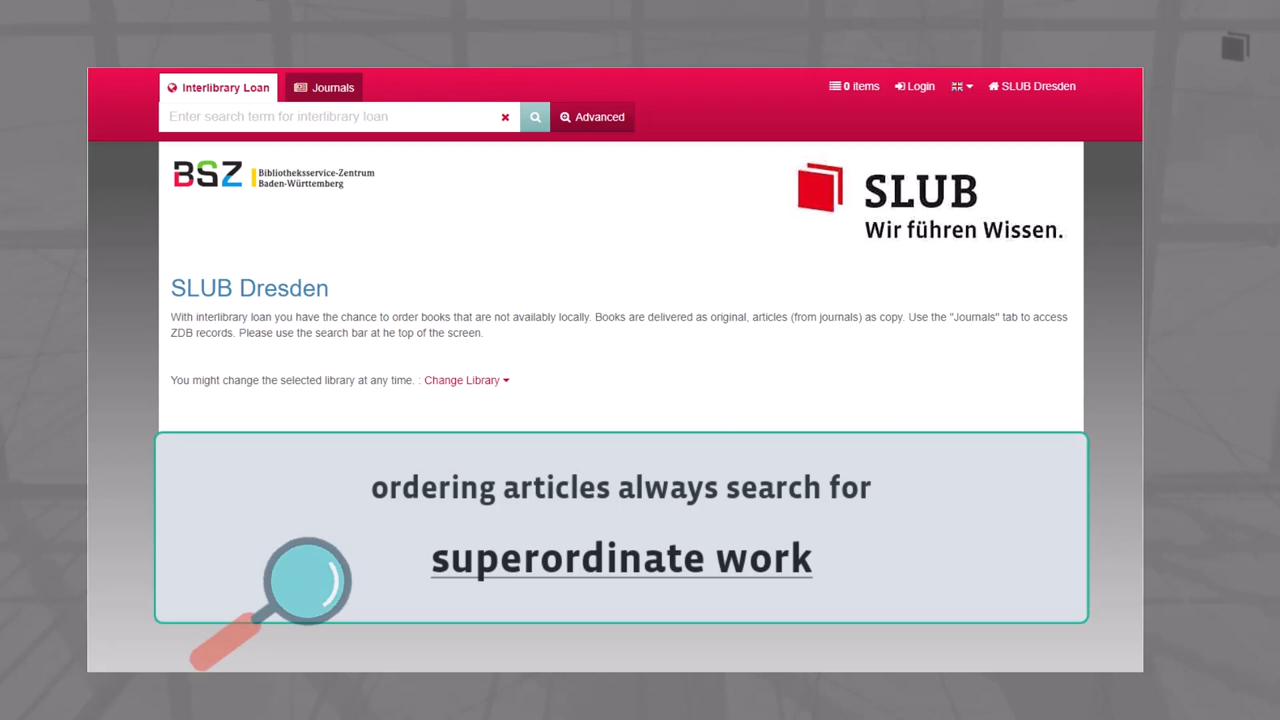 Interlibrary Loan
Journals
0 items
Login
SLUB Dresden
Enter search term for interlibrary loan
Advanced
BSZ
Bibliotheksservice-Zentrum
Baden-Württemberg
SLUB
Wir führen Wissen.
SLUB Dresden
With interlibrary loan you have the chance to order books that are not availably locally. Books are delivered as original, articles (from journals) as copy. Use the "Journals" tab to access
ZDB records. Please use the search bar at he top of the screen.
You might change the selected library at any time. : Change Library
ordering articles always search for
superordinate work